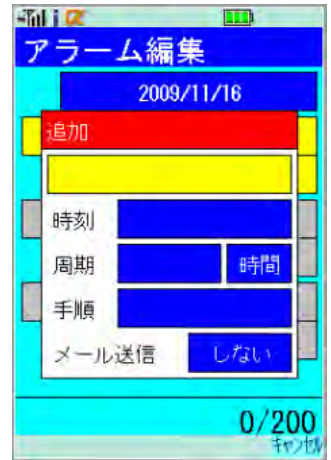 アラーム編集
2009/11/16
追加
時刻
周期 時間
手順
メール送信 しない
0/200
キャンセル